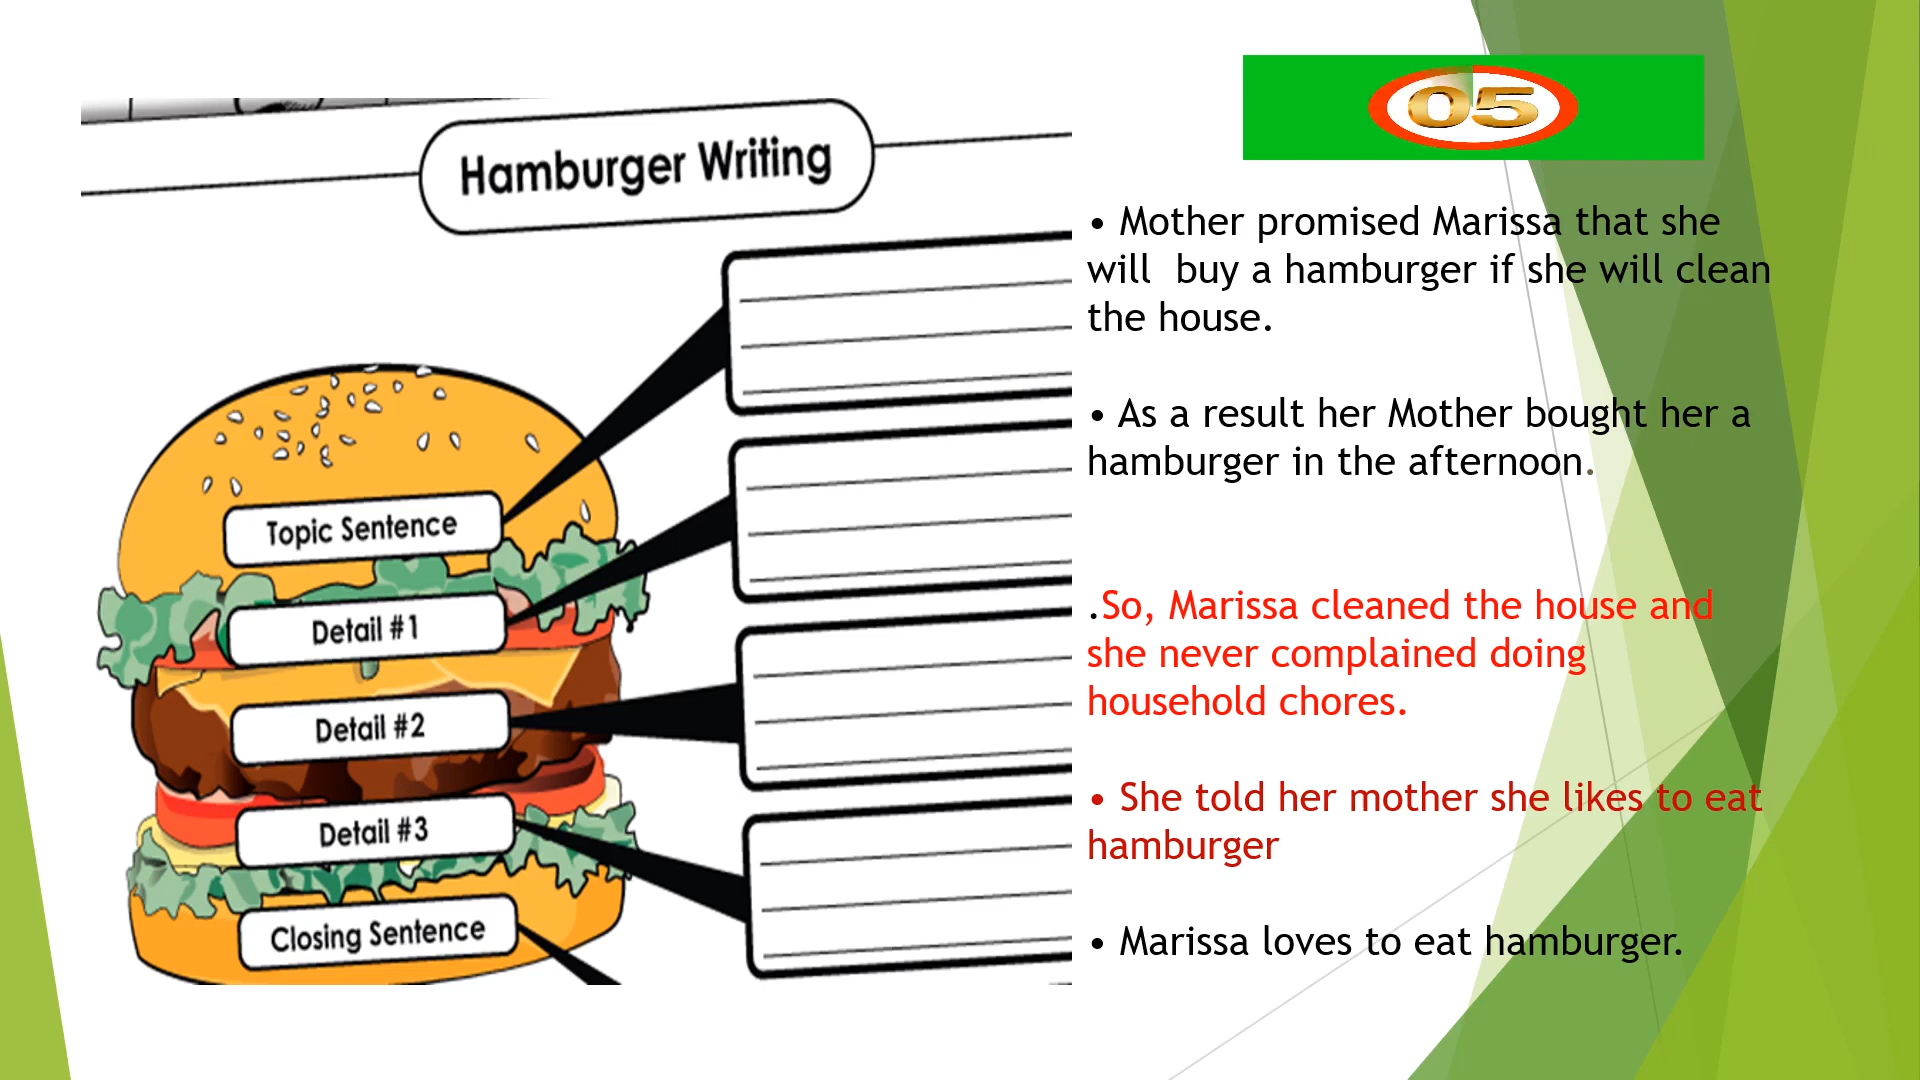 Hamburger Writing
Topic Sentence
Detail #1
Detail #2
Detail #3
Closing Sentence
05
• Mother promised Marissa that she
will  buy a hamburger if she will clean
the house.
• As a result her Mother bought her a
hamburger in the afternoon.
.So, Marissa cleaned the house and
she never complained doing
household chores.
• She told her mother she likes to eat
hamburger
• Marissa loves to eat hamburger.